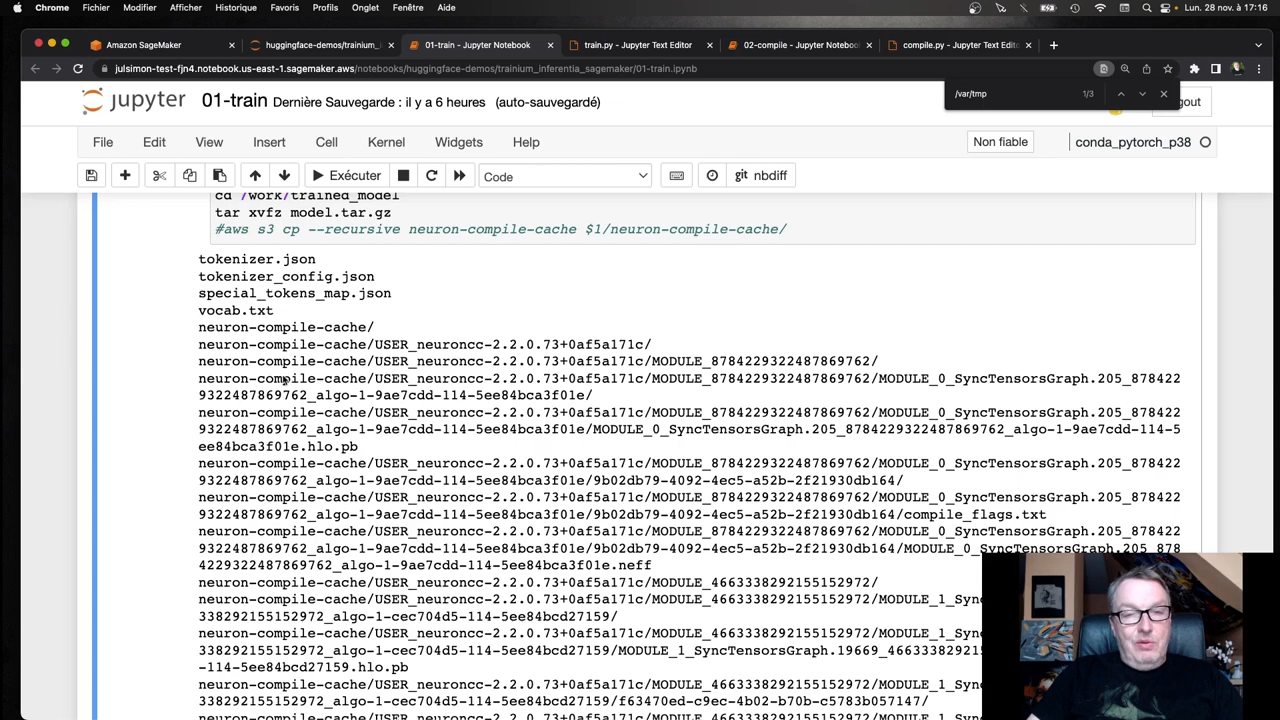 Chrome Fichier Modifier Afficher Historique Favoris Profils Onglet Fenêtre Aide Lun. 28 nov. à 17:16
Amazon SageMaker huggingface-demos/trainium_i 01-train - Jupyter Notebook train.py - Jupyter Text Editor 02-compile - Jupyter Notebook compile.py - Jupyter Text Editor
julsimon-test-fjn4.notebook.us-east-1.sagemaker.aws/notebooks/huggingface-demos/trainium_inferentia_sagemaker/01-train.ipynb
/var/tmp 1/3
jupyter 01-train Dernière Sauvegarde : il y a 6 heures (auto-sauvegardé) ogout
File Edit View Insert Cell Kernel Widgets Help Non fiable conda_pytorch_p38
Exécuter Code git nbdiff
cd /work/trained_model
tar xvfz model.tar.gz
#aws s3 cp --recursive neuron-compile-cache $1/neuron-compile-cache/
tokenizer.json
tokenizer_config.json
special_tokens_map.json
vocab.txt
neuron-compile-cache/
neuron-compile-cache/USER_neuroncc-2.2.0.73+0af5a171c/
neuron-compile-cache/USER_neuroncc-2.2.0.73+0af5a171c/MODULE_8784229322487869762/
neuron-compile-cache/USER_neuroncc-2.2.0.73+0af5a171c/MODULE_8784229322487869762/MODULE_0_SyncTensorsGraph.205_878422
9322487869762_algo-1-9ae7cdd-114-5ee84bca3f01e/
neuron-compile-cache/USER_neuroncc-2.2.0.73+0af5a171c/MODULE_8784229322487869762/MODULE_0_SyncTensorsGraph.205_878422
9322487869762_algo-1-9ae7cdd-114-5ee84bca3f01e/MODULE_0_SyncTensorsGraph.205_8784229322487869762_algo-1-9ae7cdd-114-5
ee84bca3f01e.hlo.pb
neuron-compile-cache/USER_neuroncc-2.2.0.73+0af5a171c/MODULE_8784229322487869762/MODULE_0_SyncTensorsGraph.205_878422
9322487869762_algo-1-9ae7cdd-114-5ee84bca3f01e/9b02db79-4092-4ec5-a52b-2f21930db164/
neuron-compile-cache/USER_neuroncc-2.2.0.73+0af5a171c/MODULE_8784229322487869762/MODULE_0_SyncTensorsGraph.205_878422
9322487869762_algo-1-9ae7cdd-114-5ee84bca3f01e/9b02db79-4092-4ec5-a52b-2f21930db164/compile_flags.txt
neuron-compile-cache/USER_neuroncc-2.2.0.73+0af5a171c/MODULE_8784229322487869762/MODULE_0_SyncTensorsGraph.205_878422
9322487869762_algo-1-9ae7cdd-114-5ee84bca3f01e/9b02db79-4092-4ec5-a52b-2f21930db164/MODULE_0_SyncTensorsGraph.205_878
4229322487869762_algo-1-9ae7cdd-114-5ee84bca3f01e.neff
neuron-compile-cache/USER_neuroncc-2.2.0.73+0af5a171c/MODULE_4663338292155152972/
neuron-compile-cache/USER_neuroncc-2.2.0.73+0af5a171c/MODULE_4663338292155152972/MODULE_1_Sync
338292155152972_algo-1-cec704d5-114-5ee84bcd27159/
neuron-compile-cache/USER_neuroncc-2.2.0.73+0af5a171c/MODULE_4663338292155152972/MODULE_1_Sync
338292155152972_algo-1-cec704d5-114-5ee84bcd27159/MODULE_1_SyncTensorsGraph.19669_466333829215
-114-5ee84bcd27159.hlo.pb
neuron-compile-cache/USER_neuroncc-2.2.0.73+0af5a171c/MODULE_4663338292155152972/MODULE_1_Sync
338292155152972_algo-1-cec704d5-114-5ee84bcd27159/f63470ed-c9ec-4b02-b70b-c5783b057147/